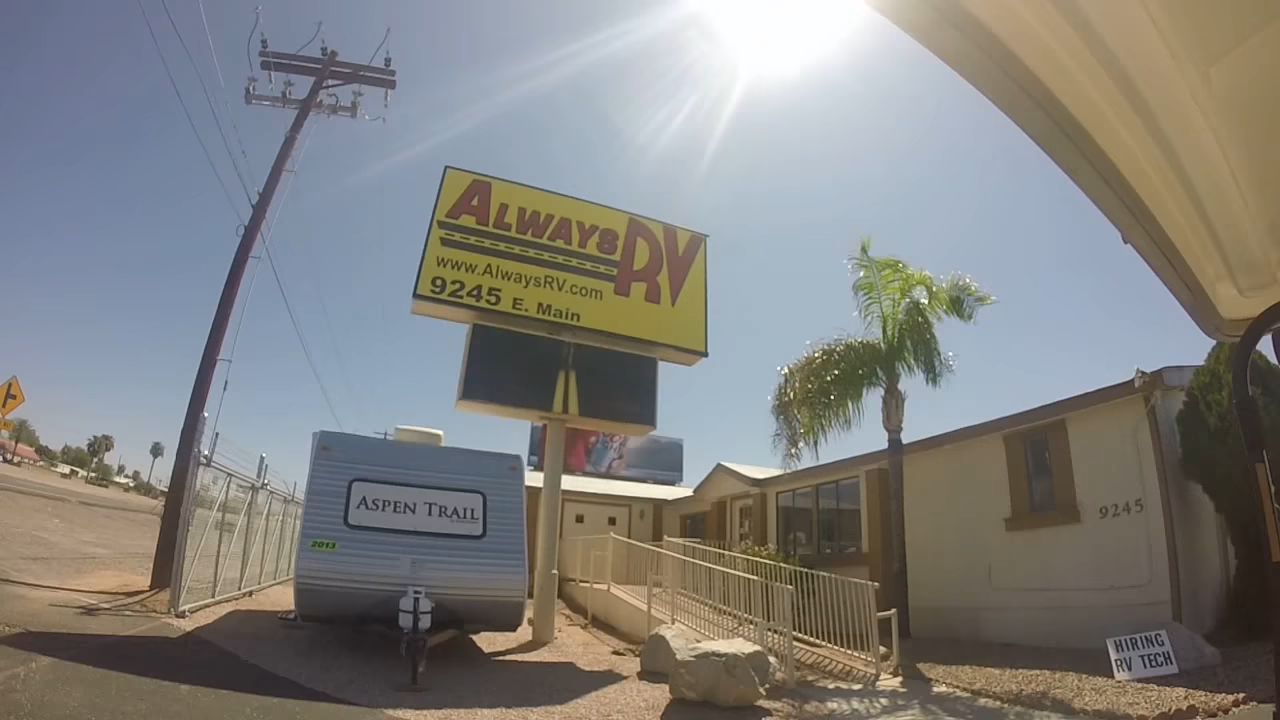 ALWAYS RV
www.AlwaysRV.com
9245 E. Main
ASPEN TRAIL
2013
9245
HIRING
RV TECH